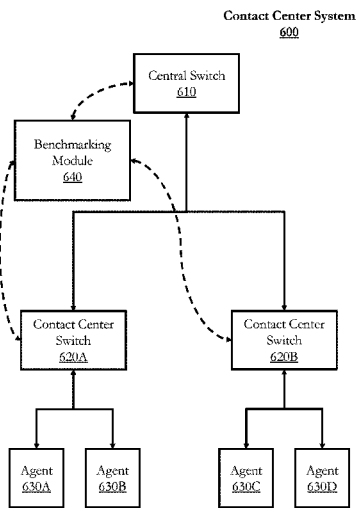 Contact Center System
600
Central Switch
610
Benchmarking
Module
640
Contact Center
Switch
620A
Contact Center
Switch
620B
Agent
630A
Agent
630B
Agent
630C
Agent
630D